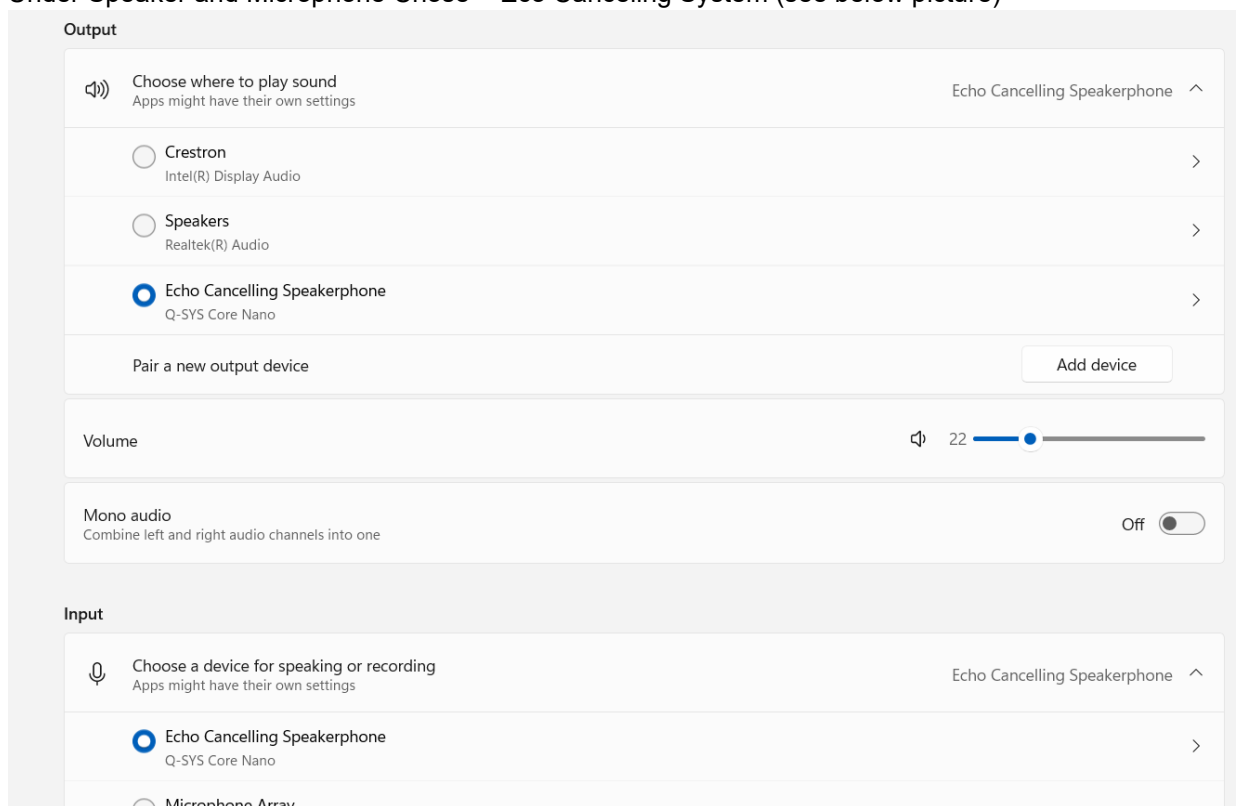 Under Speaker and Microphone Chose – Eco Canceling System (see below picture)
Output
Choose where to play sound
Apps might have their own settings
Echo Cancelling Speakerphone
Crestron
Intel(R) Display Audio
Speakers
Realtek(R) Audio
Echo Cancelling Speakerphone
Q-SYS Core Nano
Pair a new output device
Add device
Volume
22
Mono audio
Combine left and right audio channels into one
Off
Input
Choose a device for speaking or recording
Apps might have their own settings
Echo Cancelling Speakerphone
Echo Cancelling Speakerphone
Q-SYS Core Nano
Microphone Array